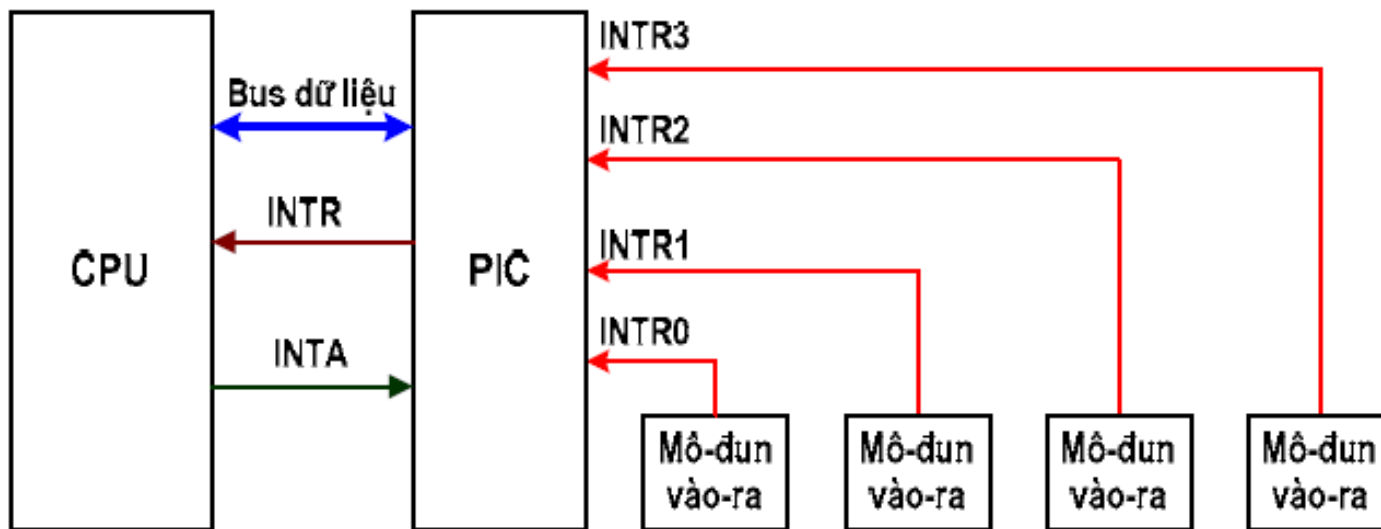 INTR3
Bus dữ liệu
INTR2
INTR
INTR1
CPU
PIC
INTR0
INTA
Mô-đun
vào-ra
Mô-đun
vào-ra
Mô-đun
vào-ra
Mô-đun
vào-ra